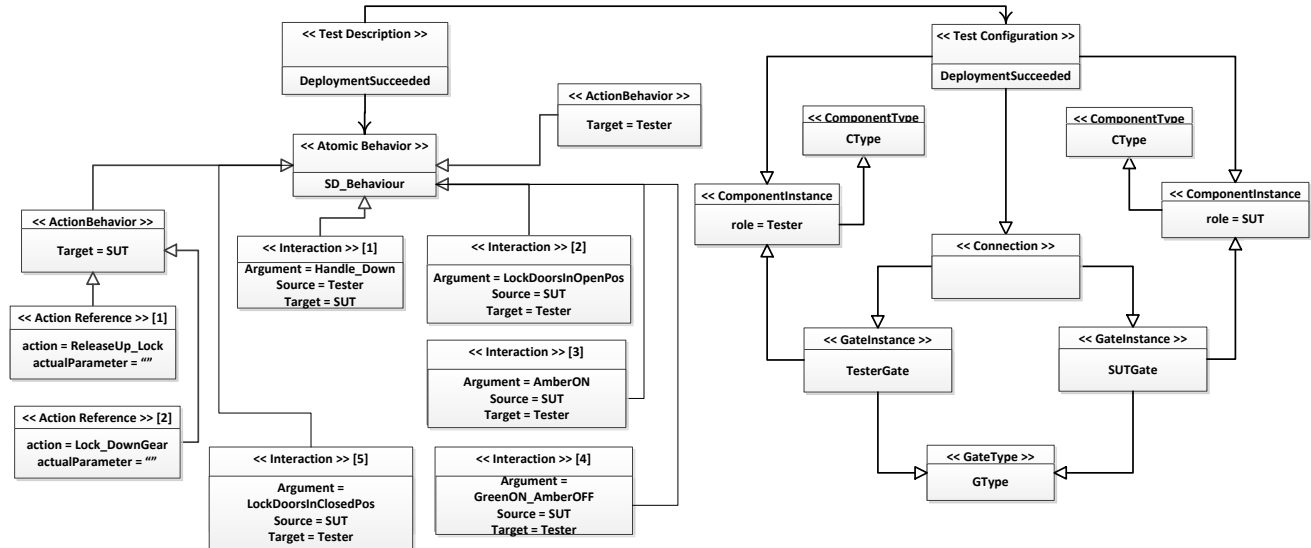 << Test Description >>
DeploymentSucceeded
<< Test Configuration >>
DeploymentSucceeded
<< ActionBehavior >>
Target = Tester
<< ComponentType
CType
<< ComponentType
CType
<< Atomic Behavior >>
SD_Behaviour
<< ComponentInstance
role = Tester
<< ComponentInstance
role = SUT
<< ActionBehavior >>
Target = SUT
<< Interaction >> [1]
Argument = Handle_Down
Source = Tester
Target = SUT
<< Interaction >> [2]
Argument = LockDoorsInOpenPos
Source = SUT
Target = Tester
<< Connection >>
<< Action Reference >> [1]
action = ReleaseUp_Lock
actualParameter = “”
<< Interaction >> [3]
Argument = AmberON
Source = SUT
Target = Tester
<< GateInstance >>
TesterGate
<< GateInstance >>
SUTGate
<< Action Reference >> [2]
action = Lock_DownGear
actualParameter = “”
<< Interaction >> [5]
Argument =
LockDoorsInClosedPos
Source = SUT
Target = Tester
<< Interaction >> [4]
Argument =
GreenON_AmberOFF
Source = SUT
Target = Tester
<< GateType >>
GType